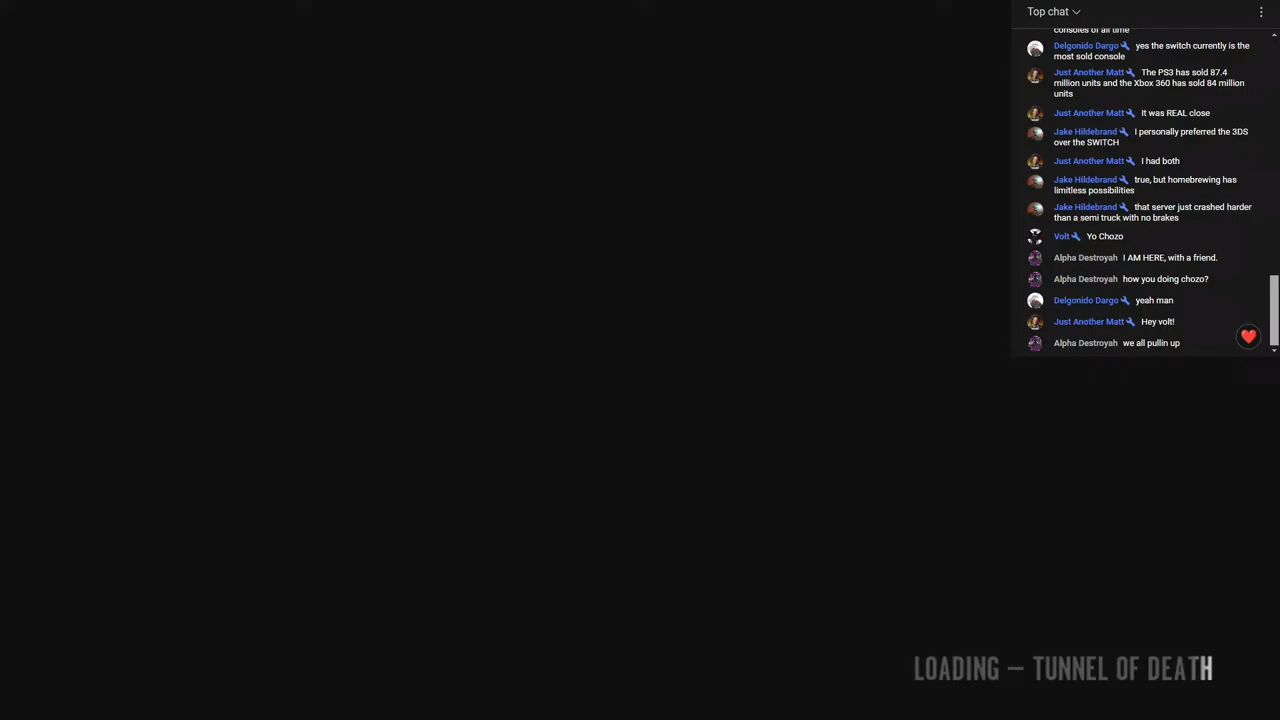 Top chat
consoles of all time
Delgonido Dargo yes the switch currently is the
most sold console
Just Another Matt The PS3 has sold 87.4
million units and the Xbox 360 has sold 84 million
units
Just Another Matt It was REAL close
Jake Hildebrand I personally preferred the 3DS
over the SWITCH
Just Another Matt I had both
Jake Hildebrand true, but homebrewing has
limitless possibilities
Jake Hildebrand that server just crashed harder
than a semi truck with no brakes
Volt Yo Chozo
Alpha Destroyah I AM HERE, with a friend.
Alpha Destroyah how you doing chozo?
Delgonido Dargo yeah man
Just Another Matt Hey volt!
Alpha Destroyah we all pullin up
LOADING – TUNNEL OF DEATH